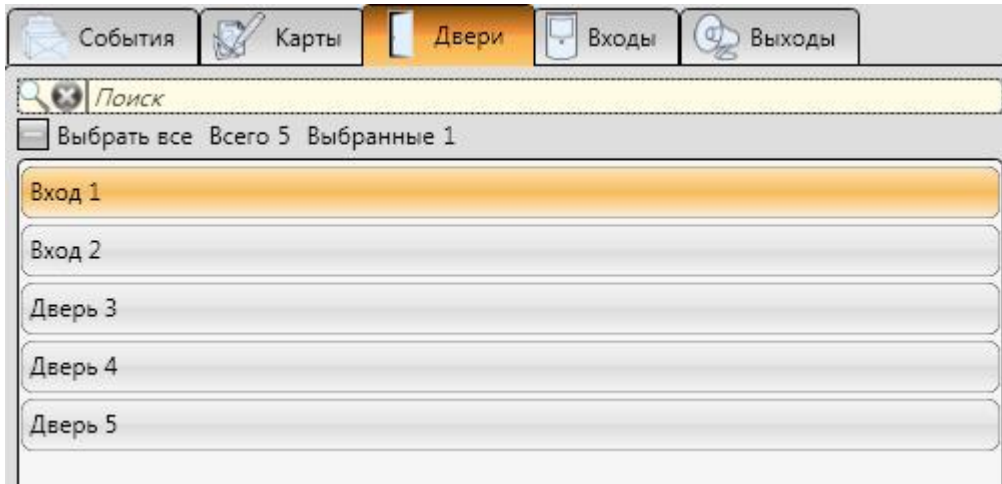 События Карты Двери Входы Выходы
Поиск
Выбрать все Всего 5 Выбранные 1
Вход 1
Вход 2
Дверь 3
Дверь 4
Дверь 5